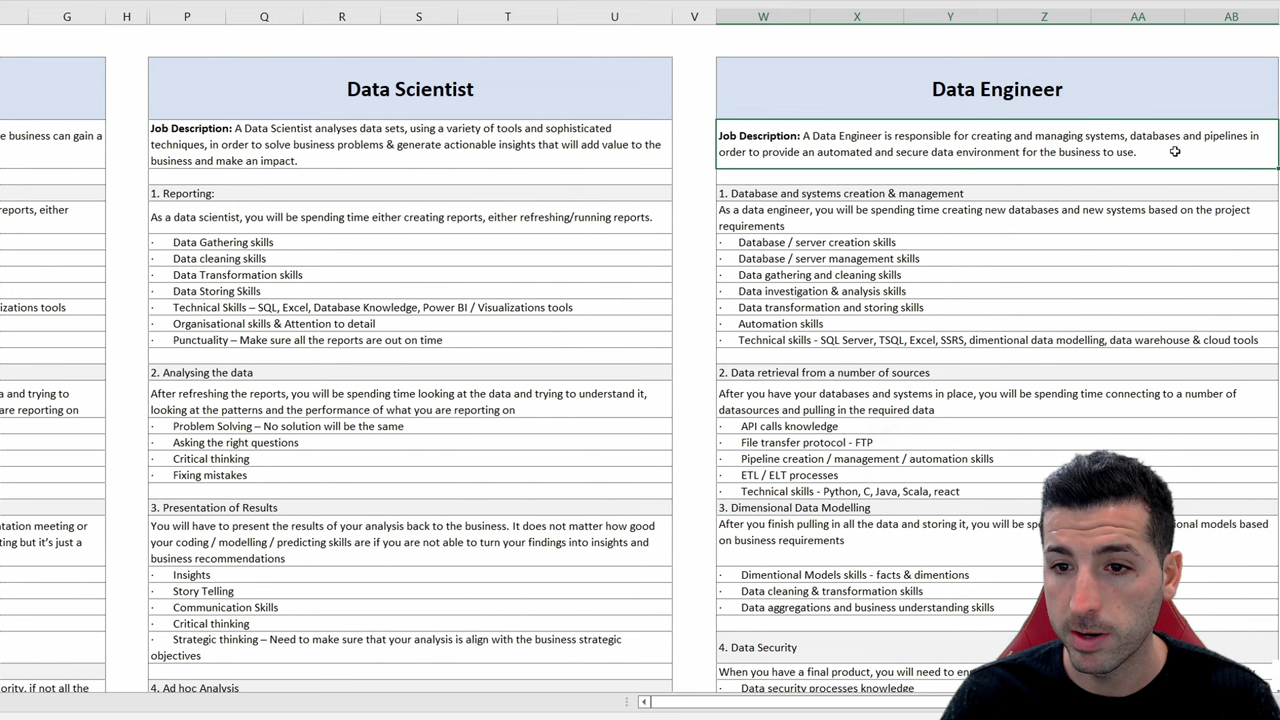 G H P Q R S T U V W X Y Z AA AB
e business can gain a
reports, either
izations tools
a and trying to
are reporting on
ntation meeting or
ting but it's just a
ority, if not all the
Data Scientist
Job Description: A Data Scientist analyses data sets, using a variety of tools and sophisticated
techniques, in order to solve business problems & generate actionable insights that will add value to the
business and make an impact.
1. Reporting:
As a data scientist, you will be spending time either creating reports, either refreshing/running reports.
· Data Gathering skills
· Data cleaning skills
· Data Transformation skills
· Data Storing Skills
· Technical Skills – SQL, Excel, Database Knowledge, Power BI / Visualizations tools
· Organisational skills & Attention to detail
· Punctuality – Make sure all the reports are out on time
2. Analysing the data
After refreshing the reports, you will be spending time looking at the data and trying to understand it,
looking at the patterns and the performance of what you are reporting on
· Problem Solving – No solution will be the same
· Asking the right questions
· Critical thinking
· Fixing mistakes
3. Presentation of Results
You will have to present the results of your analysis back to the business. It does not matter how good
your coding / modelling / predicting skills are if you are not able to turn your findings into insights and
business recommendations
· Insights
· Story Telling
· Communication Skills
· Critical thinking
· Strategic thinking – Need to make sure that your analysis is align with the business strategic
objectives
4. Ad hoc Analysis
Data Engineer
Job Description: A Data Engineer is responsible for creating and managing systems, databases and pipelines in
order to provide an automated and secure data environment for the business to use.
1. Database and systems creation & management
As a data engineer, you will be spending time creating new databases and new systems based on the project
requirements
· Database / server creation skills
· Database / server management skills
· Data gathering and cleaning skills
· Data investigation & analysis skills
· Data transformation and storing skills
· Automation skills
· Technical skills - SQL Server, TSQL, Excel, SSRS, dimentional data modelling, data warehouse & cloud tools
2. Data retrieval from a number of sources
After you have your databases and systems in place, you will be spending time connecting to a number of
datasources and pulling in the required data
· API calls knowledge
· File transfer protocol - FTP
· Pipeline creation / management / automation skills
· ETL / ELT processes
· Technical skills - Python, C, Java, Scala, react
3. Dimensional Data Modelling
After you finish pulling in all the data and storing it, you will be models based
on business requirements
· Dimentional Models skills - facts & dimentions
· Data cleaning & transformation skills
· Data aggregations and business understanding skills
4. Data Security
When you have a final product, you will need to
· Data security processes knowledge